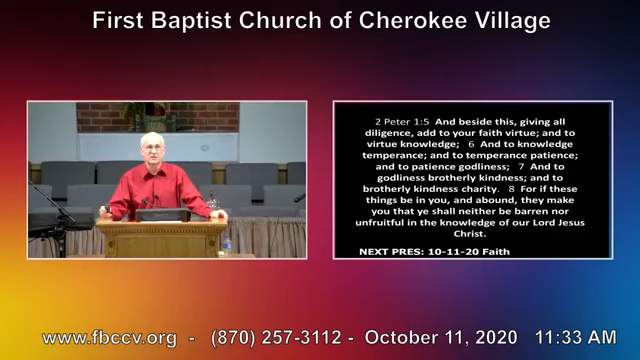 First Baptist Church of Cherokee Village
2 Peter 1:5 And beside this, giving all
diligence, add to your faith virtue; and to
virtue knowledge; 6 And to knowledge
temperance; and to temperance patience;
and to patience godliness; 7 And to
godliness brotherly kindness; and to
brotherly kindness charity. 8 For if these
things be in you, and abound, they make
you that ye shall neither be barren nor
unfruitful in the knowledge of our Lord Jesus
Christ.
NEXT PRES: 10-11-20 Faith
www.fbccv.org - (870) 257-3112 - October 11, 2020 11:33 AM